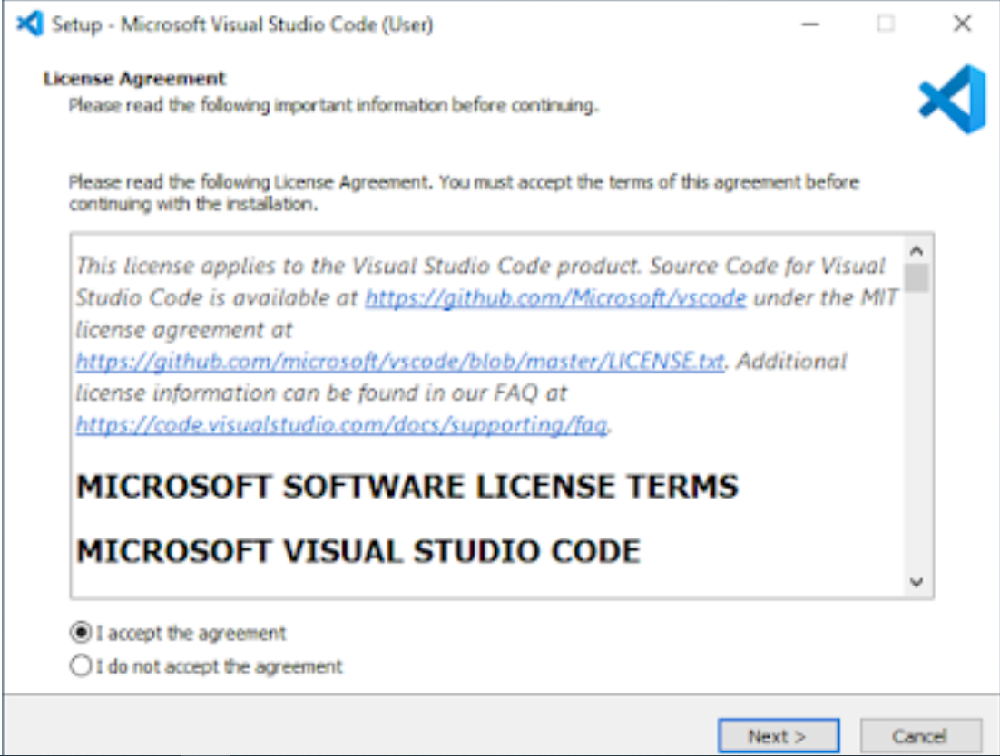 Setup - Microsoft Visual Studio Code (User)
License Agreement
Please read the following important information before continuing.
Please read the following License Agreement. You must accept the terms of this agreement before
continuing with the installation.
This license applies to the Visual Studio Code product. Source Code for Visual
Studio Code is available at https://github.com/Microsoft/vscode under the MIT
license agreement at
https://github.com/microsoft/vscode/blob/master/LICENSE.txt. Additional
license information can be found in our FAQ at
https://code.visualstudio.com/docs/supporting/faq.
MICROSOFT SOFTWARE LICENSE TERMS
MICROSOFT VISUAL STUDIO CODE
I accept the agreement
I do not accept the agreement
Next >
Cancel